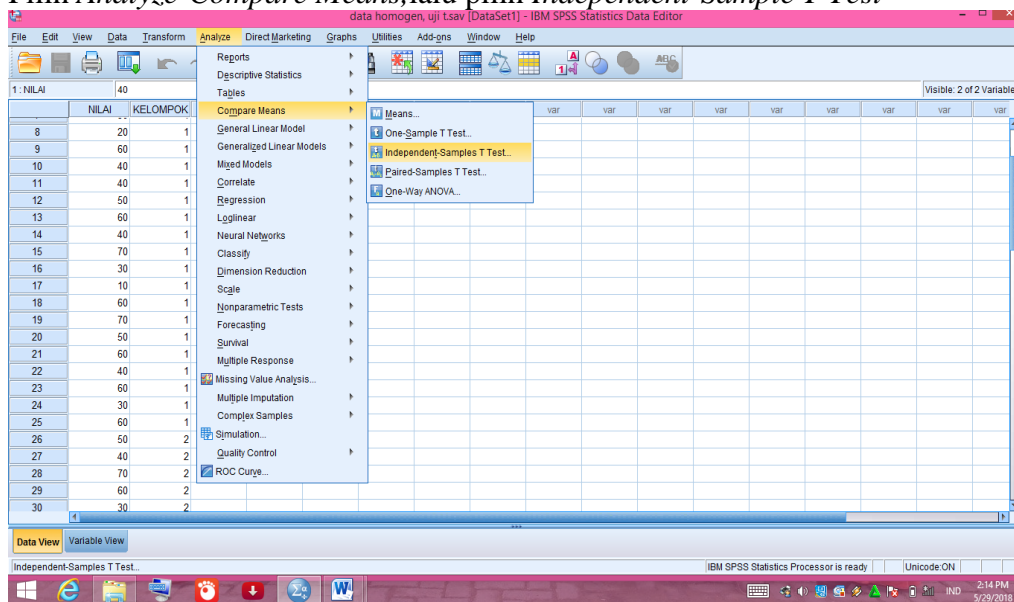 Pilih Analyze-Compare Means,lalu pilih Independent-Sample T Test
data homogen, uji t.sav [DataSet1] - IBM SPSS Statistics Data Editor
File Edit View Data Transform Analyze Direct Marketing Graphs Utilities Add-ons Window Help
1 : NILAI 40 Visible: 2 of 2 Variable
NILAI KELOMPOK var var var var var var var
8 20 1
9 60 1
10 40 1
11 40 1
12 50 1
13 60 1
14 40 1
15 70 1
16 30 1
17 10 1
18 60 1
19 70 1
20 50 1
21 60 1
22 40 1
23 60 1
24 30 1
25 60 1
26 50 2
27 40 2
28 70 2
29 60 2
30 30 2
Reports
Descriptive Statistics
Tables
Compare Means
General Linear Model
Generalized Linear Models
Mixed Models
Correlate
Regression
Loglinear
Neural Networks
Classify
Dimension Reduction
Scale
Nonparametric Tests
Forecasting
Survival
Multiple Response
Missing Value Analysis...
Multiple Imputation
Complex Samples
Simulation...
Quality Control
ROC Curve...
Means...
One-Sample T Test...
Independent-Samples T Test...
Paired-Samples T Test...
One-Way ANOVA...
Data View Variable View
Independent-Samples T Test... IBM SPSS Statistics Processor is ready Unicode:ON
IND 2:14 PM
5/29/2018